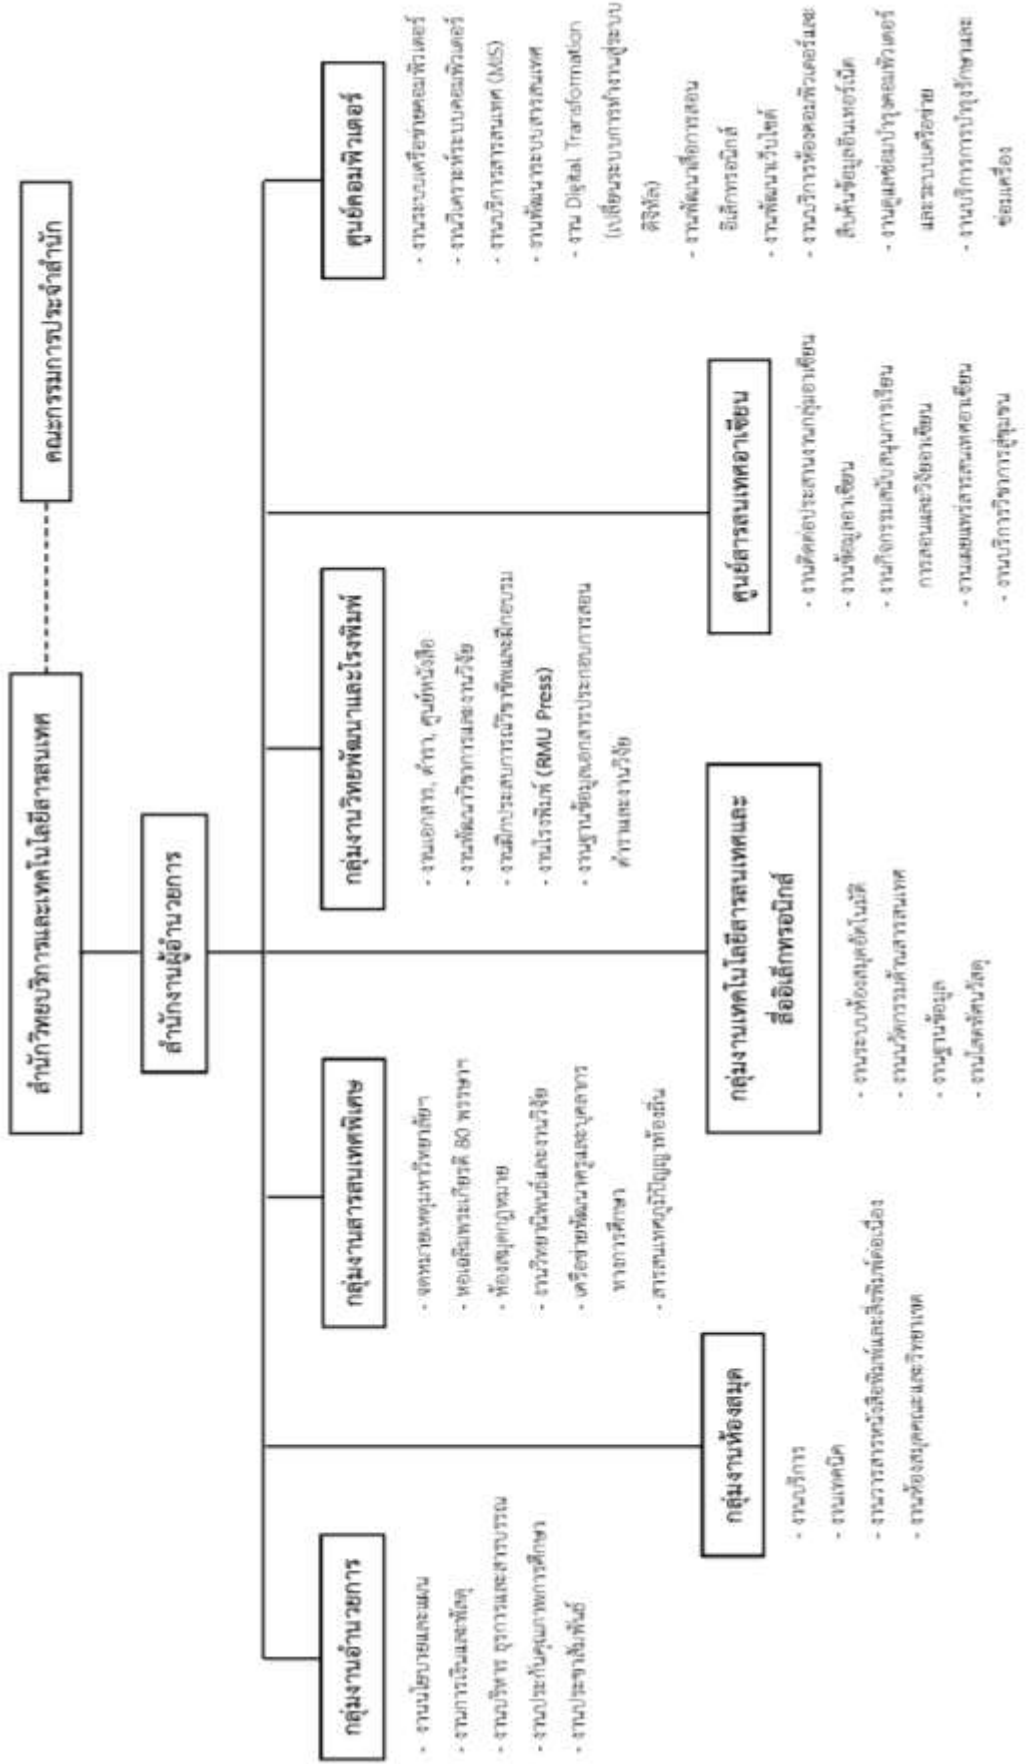 สำนักวิทยบริการและเทคโนโลยีสารสนเทศ
คณะกรรมการประจำสำนัก
สำนักงานผู้อำนวยการ
กลุ่มงานอำนวยการ
- งานนโยบายและแผน
- งานการเงินและพัสดุ
- งานบริหาร ธุรการและสารบรรณ
- งานประกันคุณภาพการศึกษา
- งานประชาสัมพันธ์
กลุ่มงานห้องสมุด
- งานบริการ
- งานเทคนิค
- งานวารสารหนังสือพิมพ์และสิ่งพิมพ์ต่อเนื่อง
- งานห้องสมุดคณะและวิทยาเขต
กลุ่มงานสารสนเทศพิเศษ
- จดหมายเหตุมหาวิทยาลัยฯ
- หอเฉลิมพระเกียรติ 80 พรรษาฯ
- ห้องสมุดกฎหมาย
- งานวิทยานิพนธ์และงานวิจัย
- เครือข่ายพัฒนาครูและบุคลากร
ทางการศึกษา
- สารสนเทศภูมิปัญญาท้องถิ่น
กลุ่มงานเทคโนโลยีสารสนเทศและ
สื่ออิเล็กทรอนิกส์
- งานระบบห้องสมุดอัตโนมัติ
- งานนวัตกรรมด้านสารสนเทศ
- งานฐานข้อมูล
- งานโสตทัศนวัสดุ
กลุ่มงานวิทยพัฒนาและโรงพิมพ์
- งานเอกสาร, ตำรา, ศูนย์หนังสือ
- งานพัฒนาวิชาการและงานวิจัย
- งานฝึกประสบการณ์วิชาชีพและฝึกอบรม
- งานโรงพิมพ์ (RMU Press)
- งานฐานข้อมูลเอกสารประกอบการสอน
ตำราและงานวิจัย
ศูนย์สารสนเทศอาเซียน
- งานติดต่อประสานงานกลุ่มอาเซียน
- งานข้อมูลอาเซียน
- งานกิจกรรมสนับสนุนการเรียน
การสอนและวิจัยอาเซียน
- งานเผยแพร่สารสนเทศอาเซียน
- งานบริการวิชาการสู่ชุมชน
ศูนย์คอมพิวเตอร์
- งานระบบเครือข่ายคอมพิวเตอร์
- งานวิเคราะห์ระบบคอมพิวเตอร์
- งานบริการสารสนเทศ (MIS)
- งานพัฒนาระบบสารสนเทศ
- งาน Digital Transformation
(เปลี่ยนระบบการทำงานสู่ระบบ
ดิจิทัล)
- งานพัฒนาสื่อการสอน
อิเล็กทรอนิกส์
- งานพัฒนาเว็บไซต์
- งานบริการห้องคอมพิวเตอร์และ
สืบค้นข้อมูลอินเทอร์เน็ต
- งานดูแลซ่อมบำรุงคอมพิวเตอร์
และระบบเครือข่าย
- งานบริการการบำรุงรักษาและ
ซ่อมเครื่อง